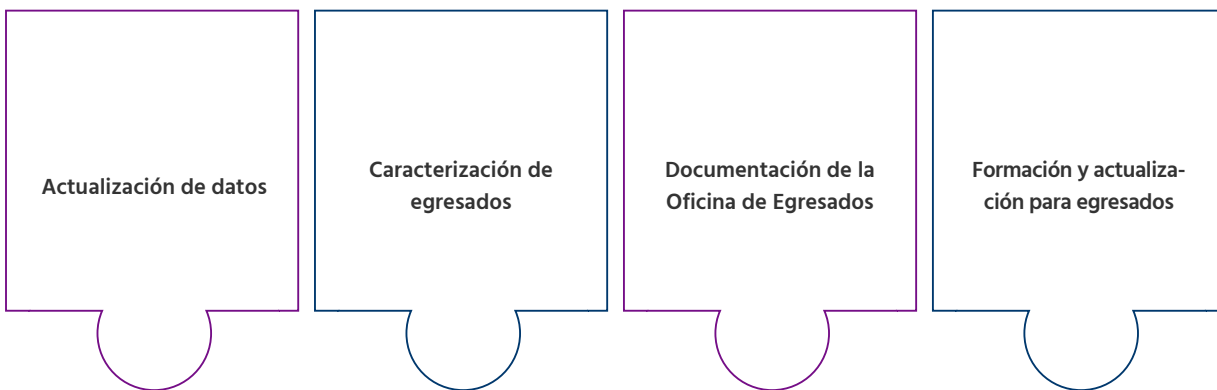 Actualización de datos
Caracterización de
egresados
Documentación de la
Oficina de Egresados
Formación y actualiza-
ción para egresados